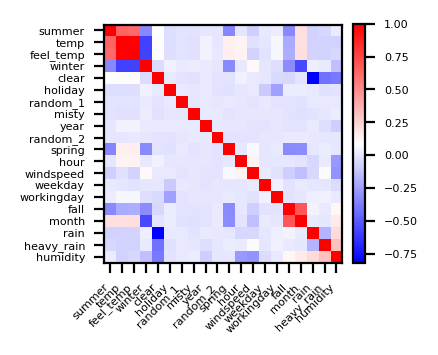 summer
temp
feel_temp
winter
clear
holiday
random_1
misty
year
random_2
spring
hour
windspeed
weekday
workingday
fall
month
rain
heavy_rain
humidity
1.00
0.75
0.50
0.25
0.00
−0.25
−0.50
−0.75
summer
temp
feel_temp
winter
clear
holiday
random_1
misty
year
random_2
spring
hour
windspeed
weekday
workingday
fall
month
rain
heavy_rain
humidity